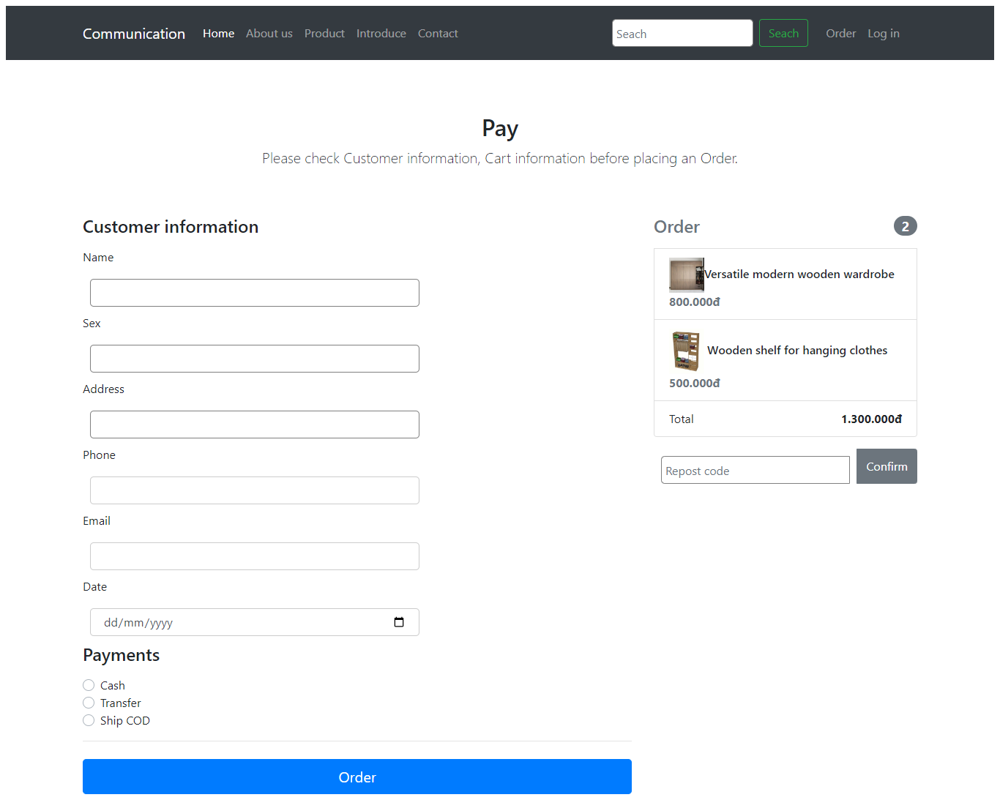 Communication Home About us Product Introduce Contact Seach Seach Order Log in
Pay
Please check Customer information, Cart information before placing an Order.
Customer information
Name
Sex
Address
Phone
Email
Date
dd/mm/yyyy
Payments
Cash
Transfer
Ship COD
Order
Order 2
Versatile modern wooden wardrobe
800.000đ
Wooden shelf for hanging clothes
500.000đ
Total 1.300.000đ
Repost code Confirm